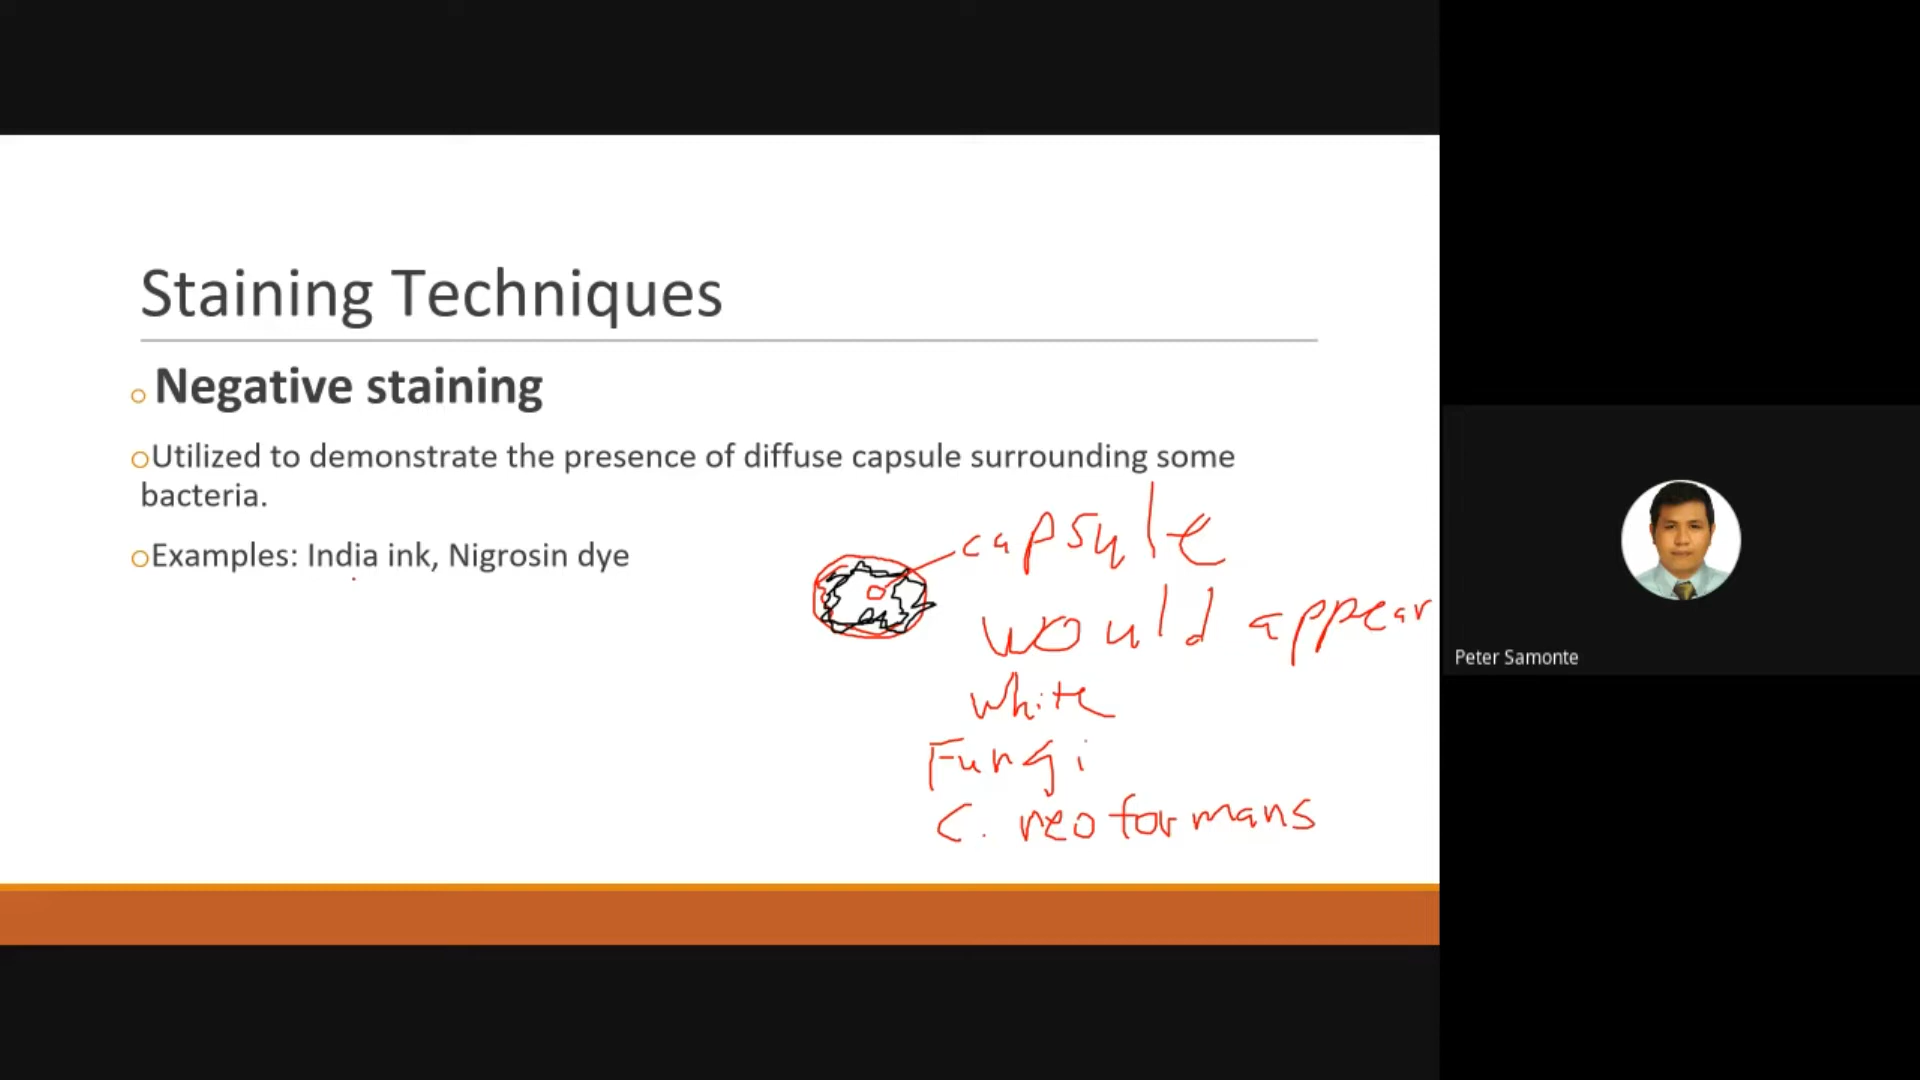 Staining Techniques
Negative staining
Utilized to demonstrate the presence of diffuse capsule surrounding some
bacteria.
Examples: India ink, Nigrosin dye
capsule
would appear
white
Fungi
C. neoformans
Peter Samonte